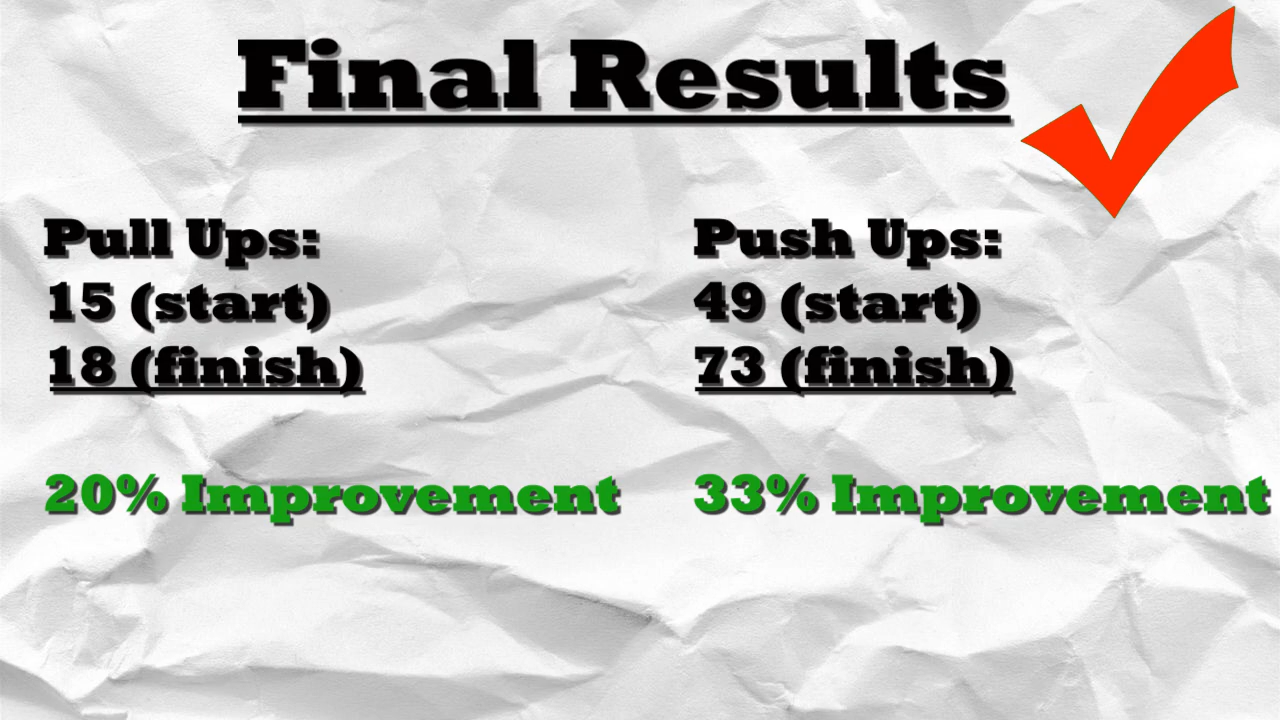 Final Results
Pull Ups:
15 (start)
18 (finish)
20% Improvement
Push Ups:
49 (start)
73 (finish)
33% Improvement